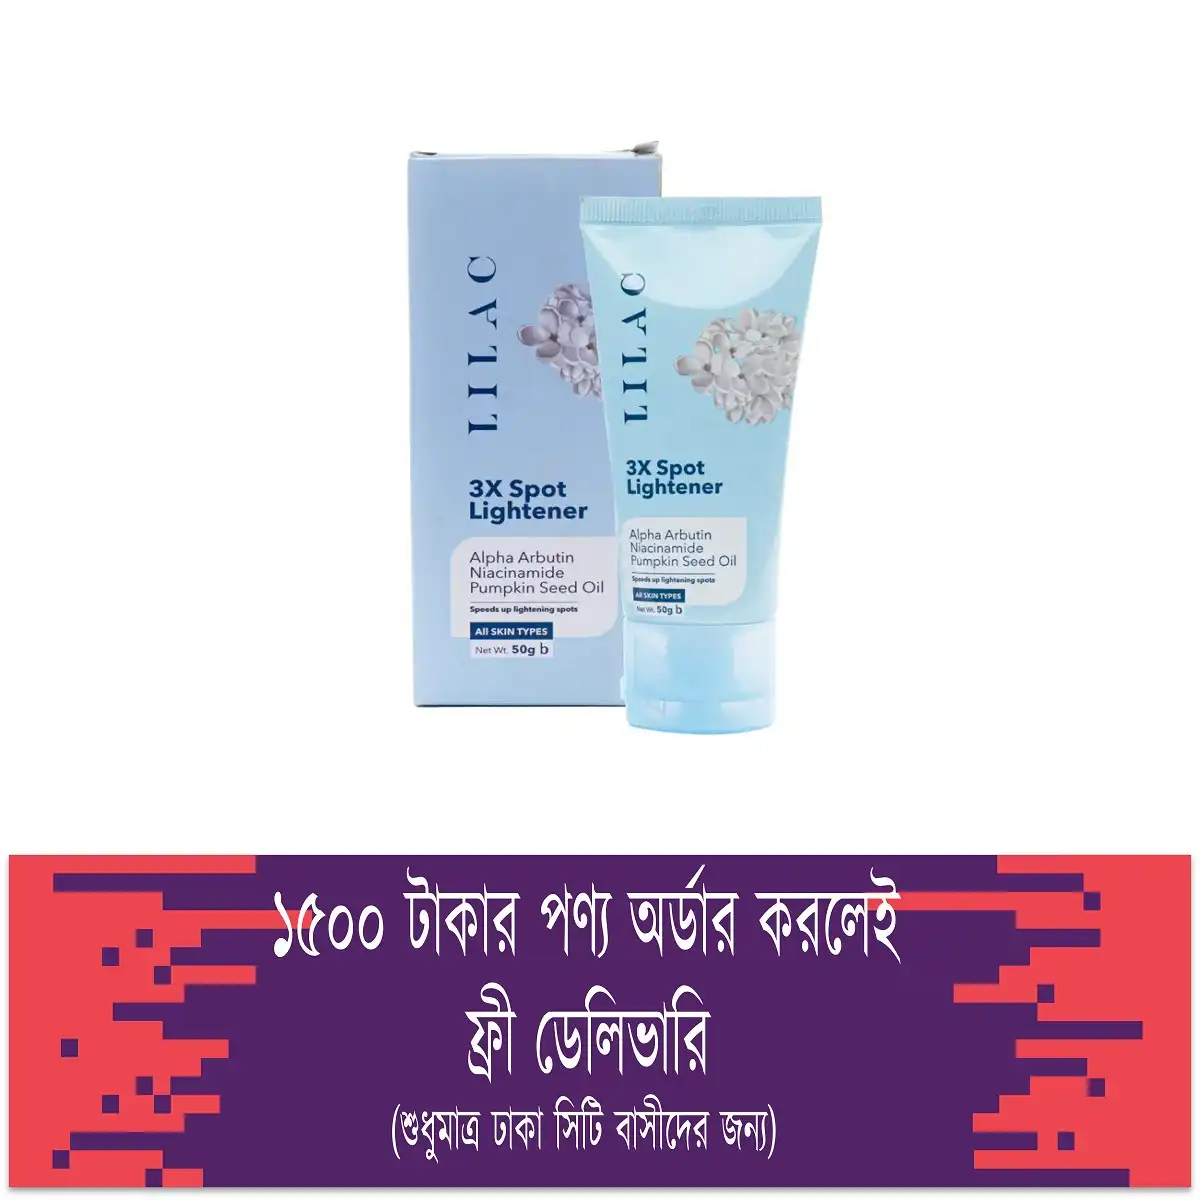 LILAC
3X Spot
Lightener
Alpha Arbutin
Niacinamide
Pumpkin Seed Oil
Speeds up lightening spots
All SKIN TYPES
Net Wt. 50g b
LILAC
3X Spot
Lightener
Alpha Arbutin
Niacinamide
Pumpkin Seed Oil
Speeds up lightening spots
All SKIN TYPES
Net Wt. 50g b
১৫০০ টাকার পণ্য অর্ডার করলেই
ফ্রী ডেলিভারি
(শুধুমাত্র ঢাকা সিটি বাসীদের জন্য)